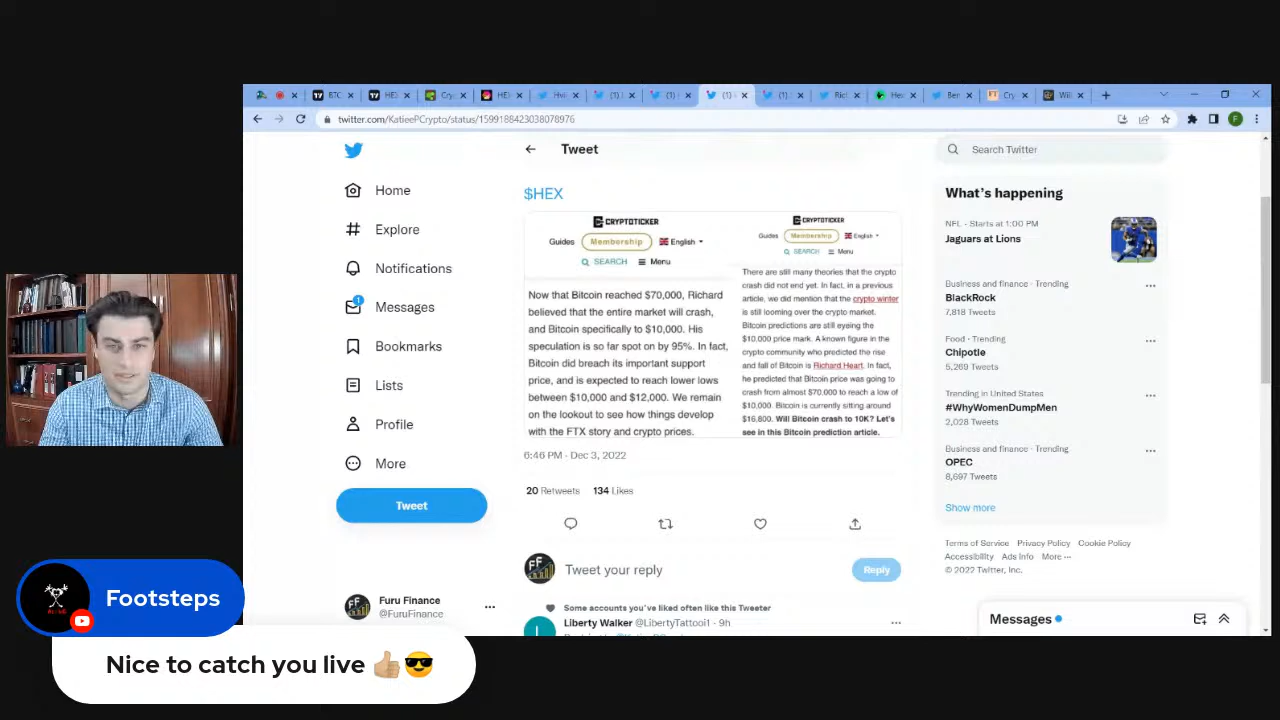 twitter.com/KatieePCrypto/status/1599188423038078976
Tweet
Search Twitter
Home
Explore
Notifications
1
Messages
Bookmarks
Lists
Profile
More
Tweet
$HEX
CRYPTOTICKER
Guides Membership English
SEARCH Menu
Now that Bitcoin reached $70,000, Richard
believed that the entire market will crash,
and Bitcoin specifically to $10,000. His
speculation is so far spot on by 95%. In fact,
Bitcoin did breach its important support
price, and is expected to reach lower lows
between $10,000 and $12,000. We remain
on the lookout to see how things develop
with the FTX story and crypto prices.
CRYPTOTICKER
Guides Membership English
SEARCH Menu
There are still many theories that the crypto
crash did not end yet. In fact, in a previous
article, we did mention that the crypto winter
is still looming over the crypto market.
Bitcoin predictions are still eyeing the
$10,000 price mark. A known figure in the
crypto community who predicted the rise
and fall of Bitcoin is Richard Heart. In fact,
he predicted that Bitcoin price was going to
crash from almost $70,000 to reach a low of
$10,000. Bitcoin is currently sitting around
$16,800. Will Bitcoin crash to 10K? Let's
see in this Bitcoin prediction article.
6:46 PM · Dec 3, 2022
20 Retweets 134 Likes
FF
Tweet your reply
Reply
Some accounts you've liked often like this Tweeter
L
Liberty Walker @LibertyTattooi1 · 9h
What's happening
NFL · Starts at 1:00 PM
Jaguars at Lions
Business and finance · Trending
BlackRock
7,818 Tweets
Food · Trending
Chipotle
5,269 Tweets
Trending in United States
#WhyWomenDumpMen
2,028 Tweets
Business and finance · Trending
OPEC
8,697 Tweets
Show more
Terms of Service Privacy Policy Cookie Policy
Accessibility Ads Info More ···
© 2022 Twitter, Inc.
Messages
FF
Furu Finance
@FuruFinance
Footsteps
Nice to catch you live 👍🏼😎